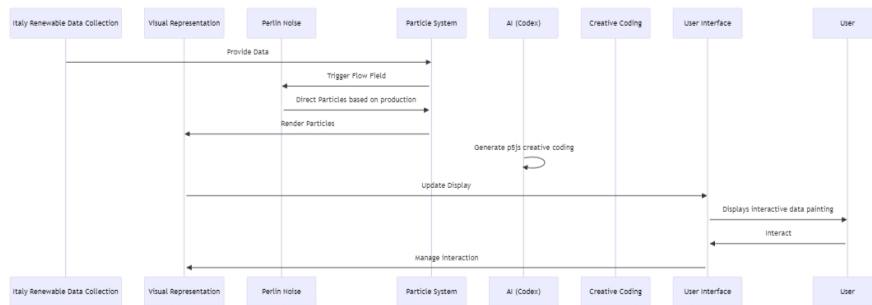 Italy Renewable Data Collection
Visual Representation
Perlin Noise
Particle System
AI (Codex)
Creative Coding
User Interface
User
Provide Data
Trigger Flow Field
Direct Particles based on production
Render Particles
Generate p5js creative coding
Update Display
Displays interactive data painting
Interact
Manage interaction
Italy Renewable Data Collection
Visual Representation
Perlin Noise
Particle System
AI (Codex)
Creative Coding
User Interface
User